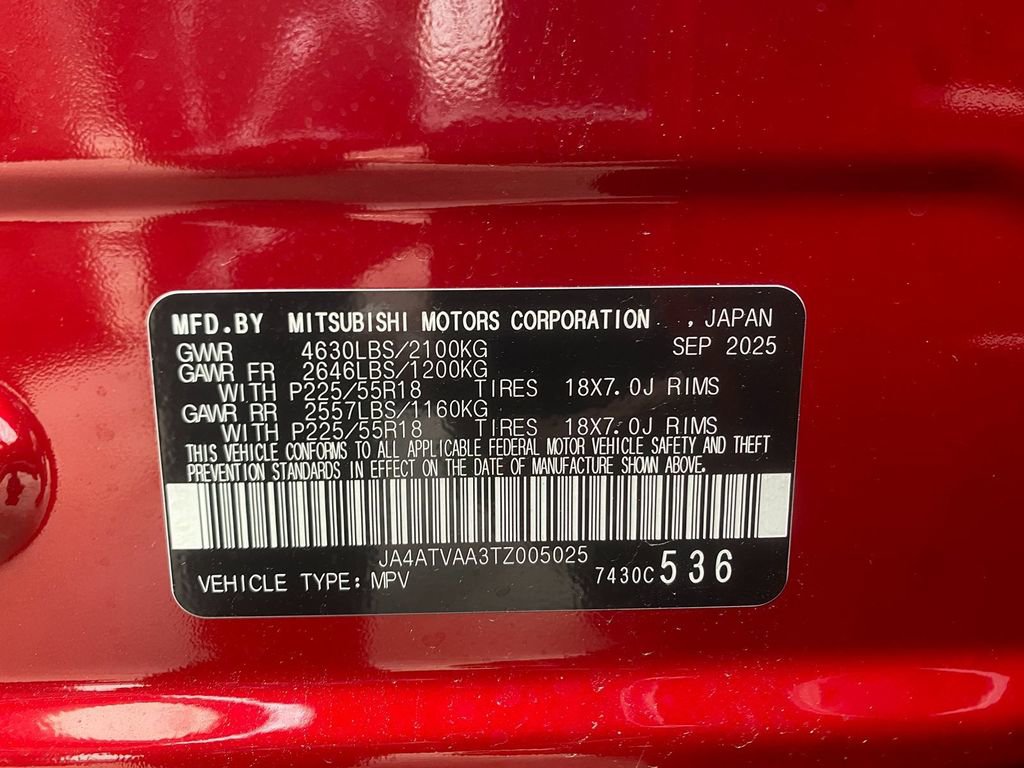 MFD.BY MITSUBISHI MOTORS CORPORATION , JAPAN
GVWR 4630LBS/2100KG SEP 2025
GAWR FR 2646LBS/1200KG
WITH P225/55R18 TIRES 18X7.0J RIMS
GAWR RR 2557LBS/1160KG
WITH P225/55R18 TIRES 18X7.0J RIMS
THIS VEHICLE CONFORMS TO ALL APPLICABLE FEDERAL MOTOR VEHICLE SAFETY AND THEFT
PREVENTION STANDARDS IN EFFECT ON THE DATE OF MANUFACTURE SHOWN ABOVE.
JA4ATVAA3TZ005025
VEHICLE TYPE: MPV 7430C 536